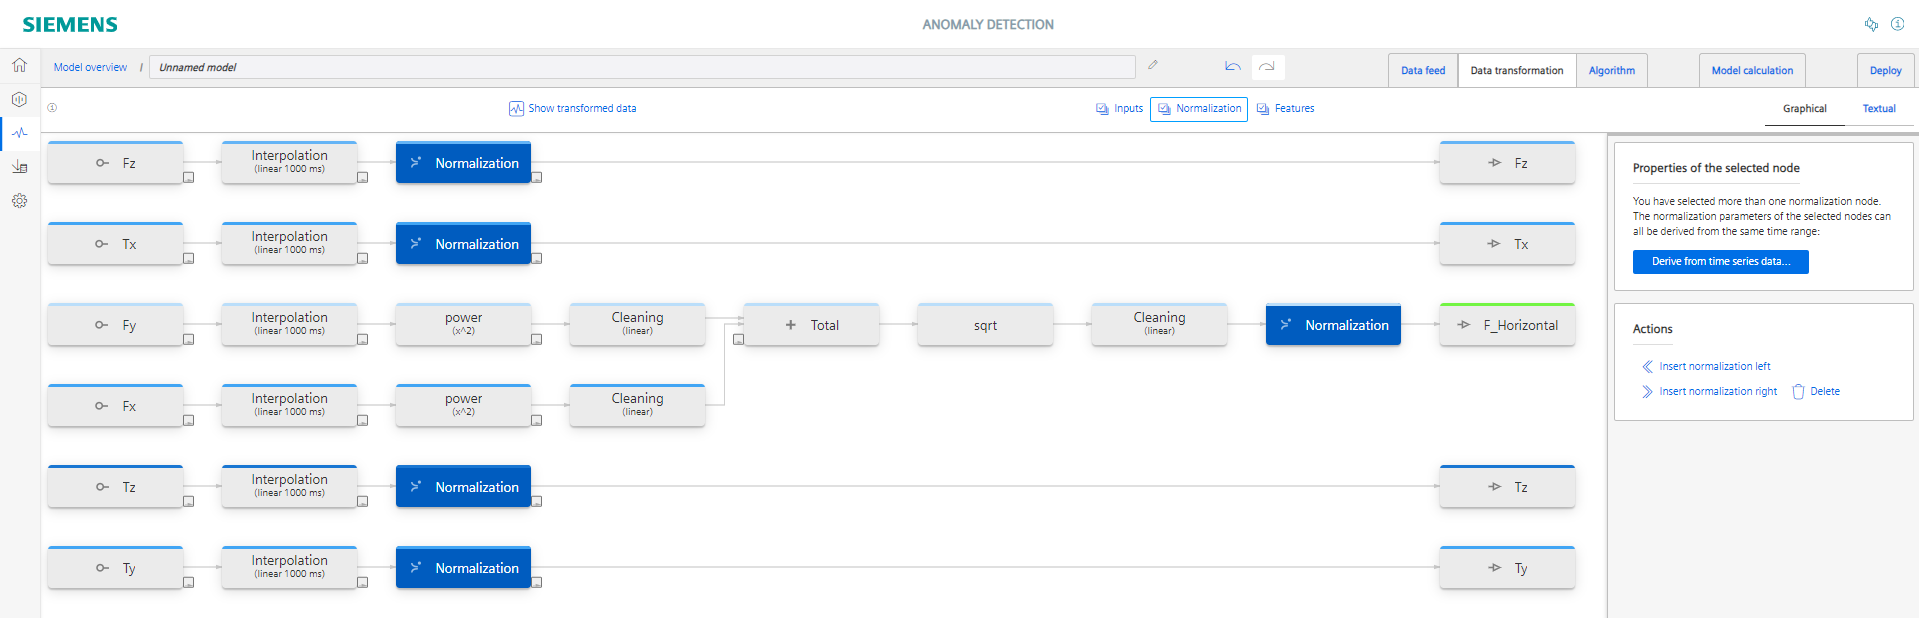 SIEMENS
ANOMALY DETECTION
Model overview / Unnamed model
Data feed
Data transformation
Algorithm
Model calculation
Deploy
Show transformed data
Inputs
Normalization
Features
Graphical
Textual
Fz
Interpolation
(linear 1000 ms)
Normalization
Fz
Tx
Interpolation
(linear 1000 ms)
Normalization
Tx
Fy
Interpolation
(linear 1000 ms)
power
(x^2)
Cleaning
(linear)
+ Total
sqrt
Cleaning
(linear)
Normalization
F_Horizontal
Fx
Interpolation
(linear 1000 ms)
power
(x^2)
Cleaning
(linear)
Tz
Interpolation
(linear 1000 ms)
Normalization
Tz
Ty
Interpolation
(linear 1000 ms)
Normalization
Ty
Properties of the selected node
You have selected more than one normalization node.
The normalization parameters of the selected nodes can
all be derived from the same time range:
Derive from time series data...
Actions
Insert normalization left
Insert normalization right
Delete